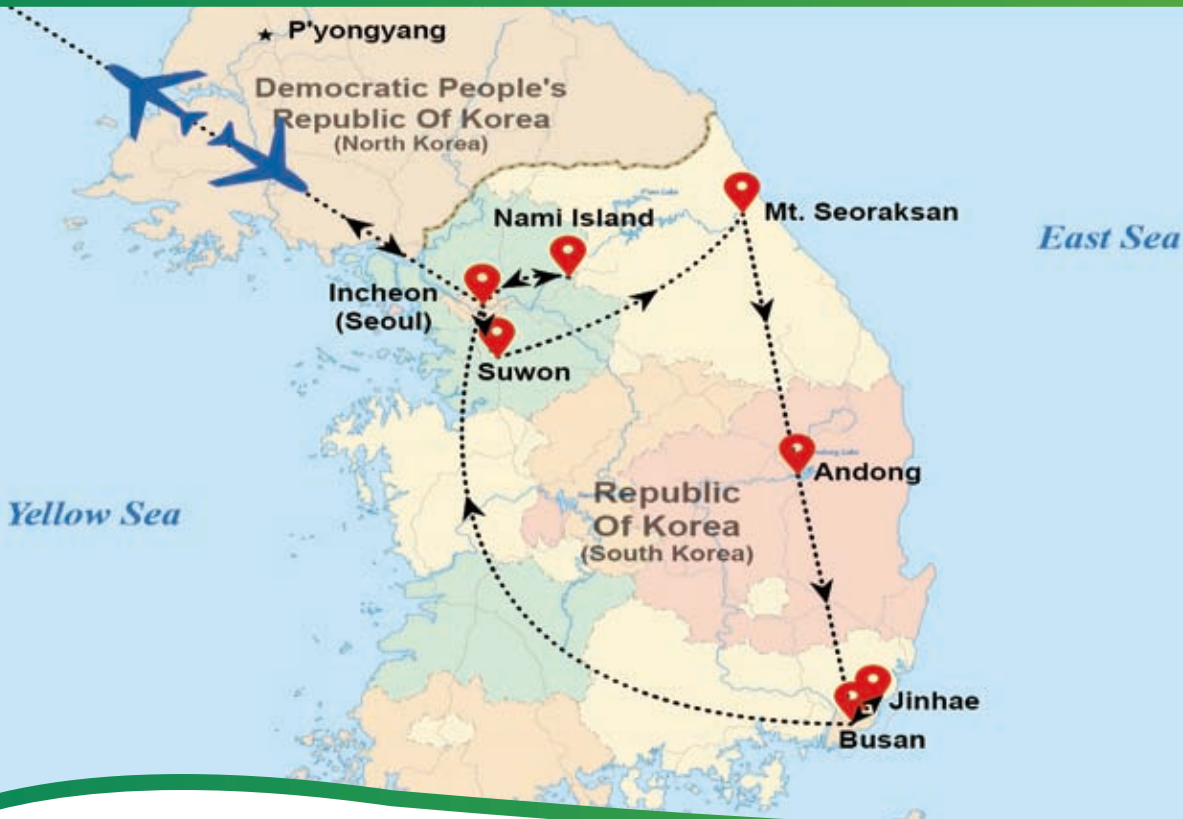 P'yongyang
Democratic People's
Republic Of Korea
(North Korea)
Nami Island
Mt. Seoraksan
East Sea
Incheon
(Seoul)
Suwon
Andong
Yellow Sea
Republic
Of Korea
(South Korea)
Jinhae
Busan